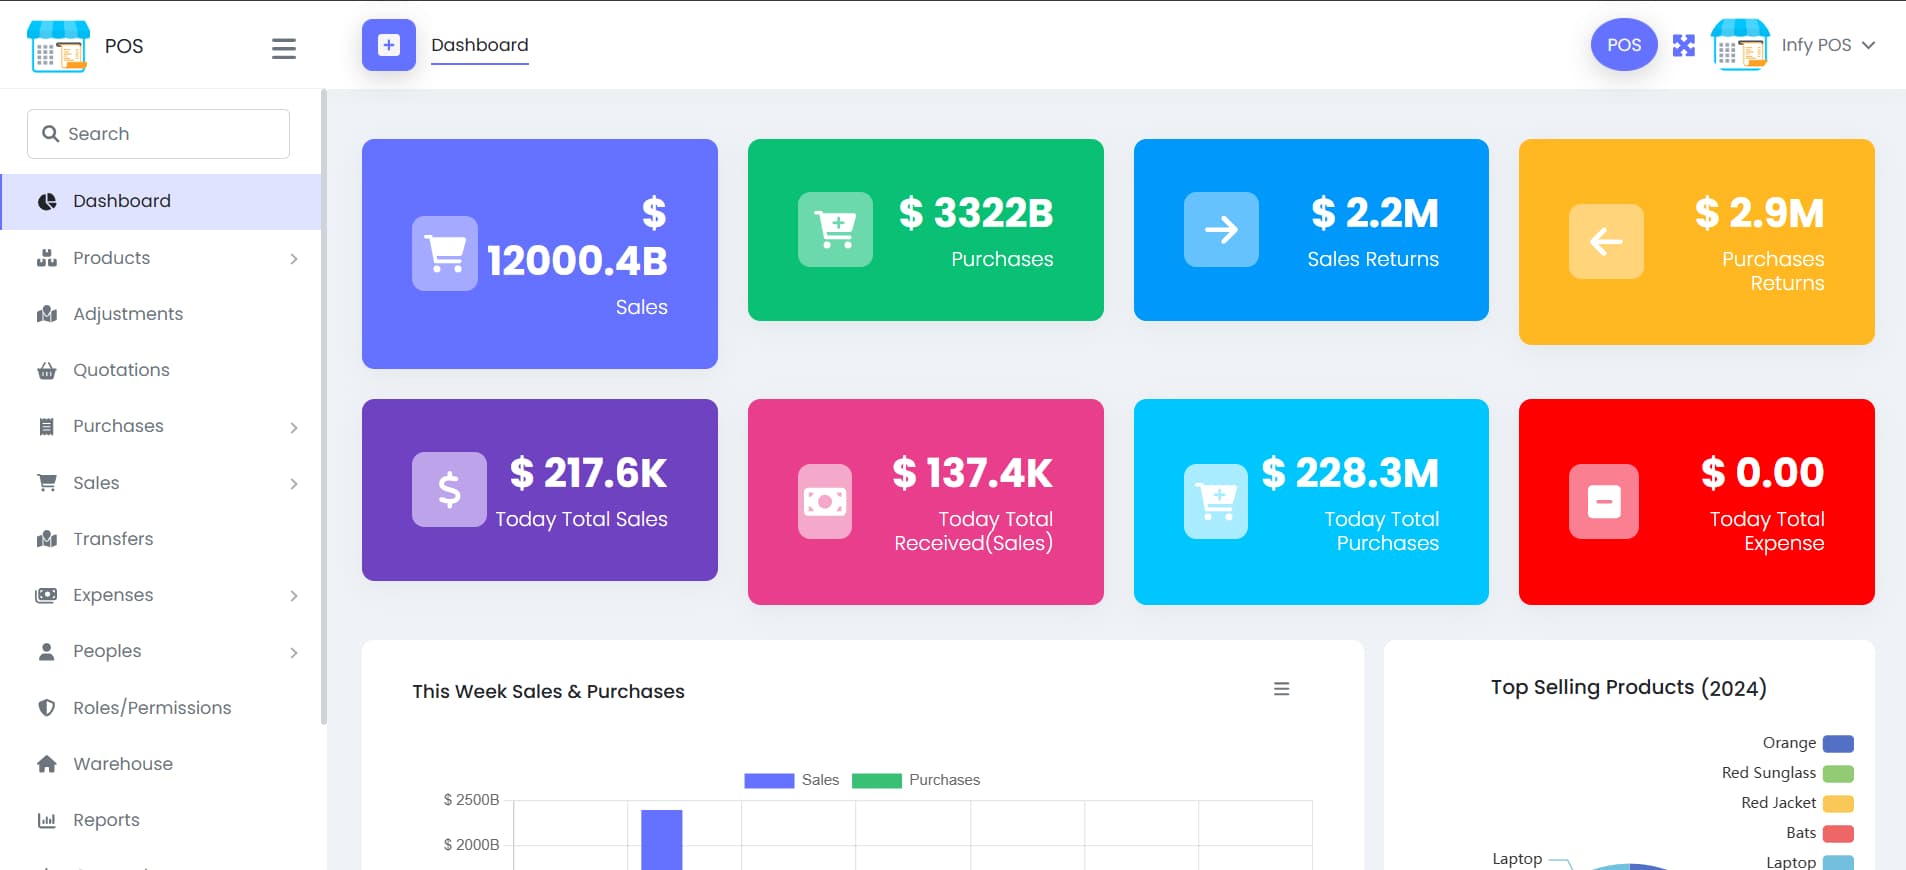 POS
Dashboard
POS
Infy POS
Search
Dashboard
Products
Adjustments
Quotations
Purchases
Sales
Transfers
Expenses
Peoples
Roles/Permissions
Warehouse
Reports
$
12000.4B
Sales
$ 3322B
Purchases
$ 2.2M
Sales Returns
$ 2.9M
Purchases
Returns
$
$ 217.6K
Today Total Sales
$ 137.4K
Today Total
Received(Sales)
$ 228.3M
Today Total
Purchases
$ 0.00
Today Total
Expense
This Week Sales & Purchases
Sales
Purchases
$ 2500B
$ 2000B
Top Selling Products (2024)
Orange
Red Sunglass
Red Jacket
Bats
Laptop
Laptop